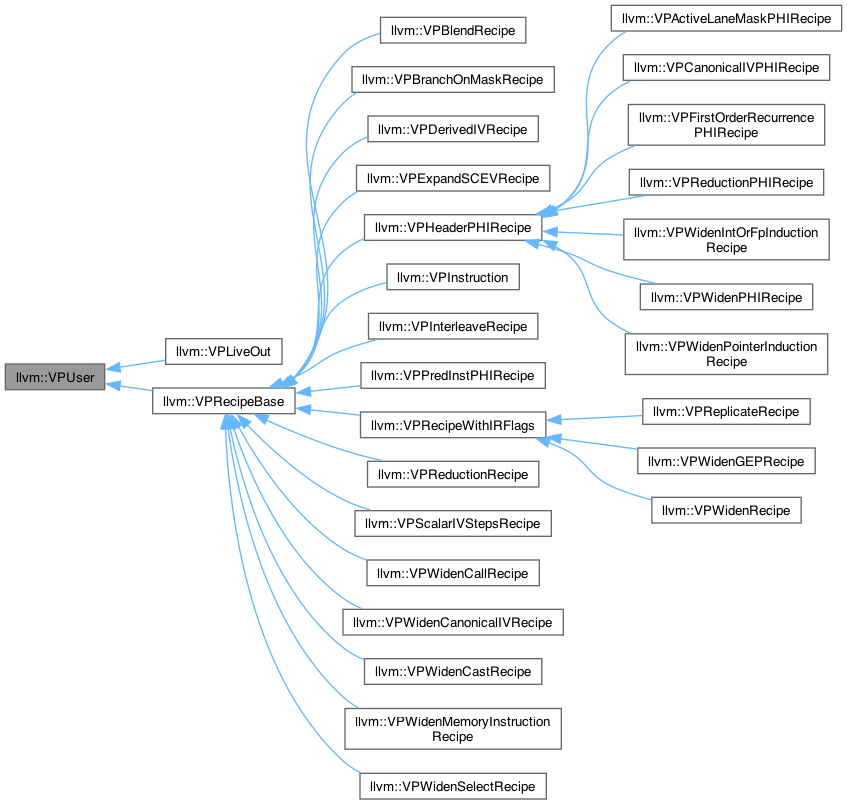 llvm::VPUser
llvm::VPLiveOut
llvm::VPRecipeBase
llvm::VPBlendRecipe
llvm::VPBranchOnMaskRecipe
llvm::VPDerivedIVRecipe
llvm::VPExpandSCEVRecipe
llvm::VPHeaderPHIRecipe
llvm::VPInstruction
llvm::VPInterleaveRecipe
llvm::VPPredInstPHIRecipe
llvm::VPRecipeWithIRFlags
llvm::VPReductionRecipe
llvm::VPScalarIVStepsRecipe
llvm::VPWidenCallRecipe
llvm::VPWidenCanonicalIVRecipe
llvm::VPWidenCastRecipe
llvm::VPWidenMemoryInstruction
Recipe
llvm::VPWidenSelectRecipe
llvm::VPActiveLaneMaskPHIRecipe
llvm::VPCanonicalIVPHIRecipe
llvm::VPFirstOrderRecurrence
PHIRecipe
llvm::VPReductionPHIRecipe
llvm::VPWidenIntOrFpInduction
Recipe
llvm::VPWidenPHIRecipe
llvm::VPWidenPointerInduction
Recipe
llvm::VPReplicateRecipe
llvm::VPWidenGEPRecipe
llvm::VPWidenRecipe